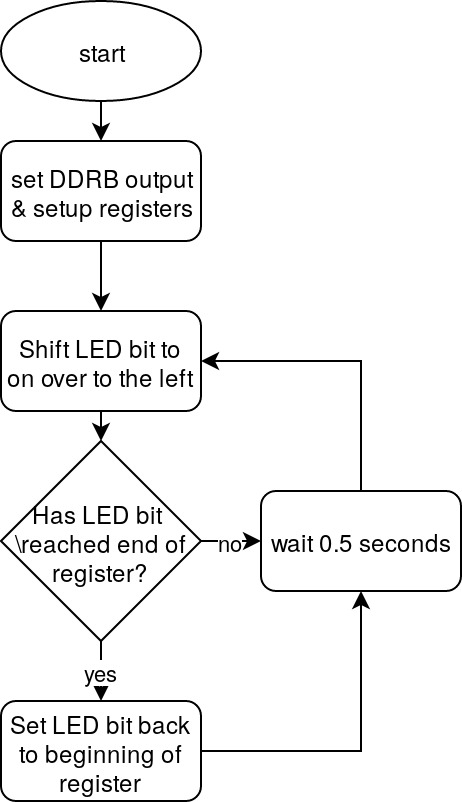 start
set DDRB output
& setup registers
Shift LED bit to
on over to the left
Has LED bit
\reached end of
register?
no
wait 0.5 seconds
yes
Set LED bit back
to beginning of
register